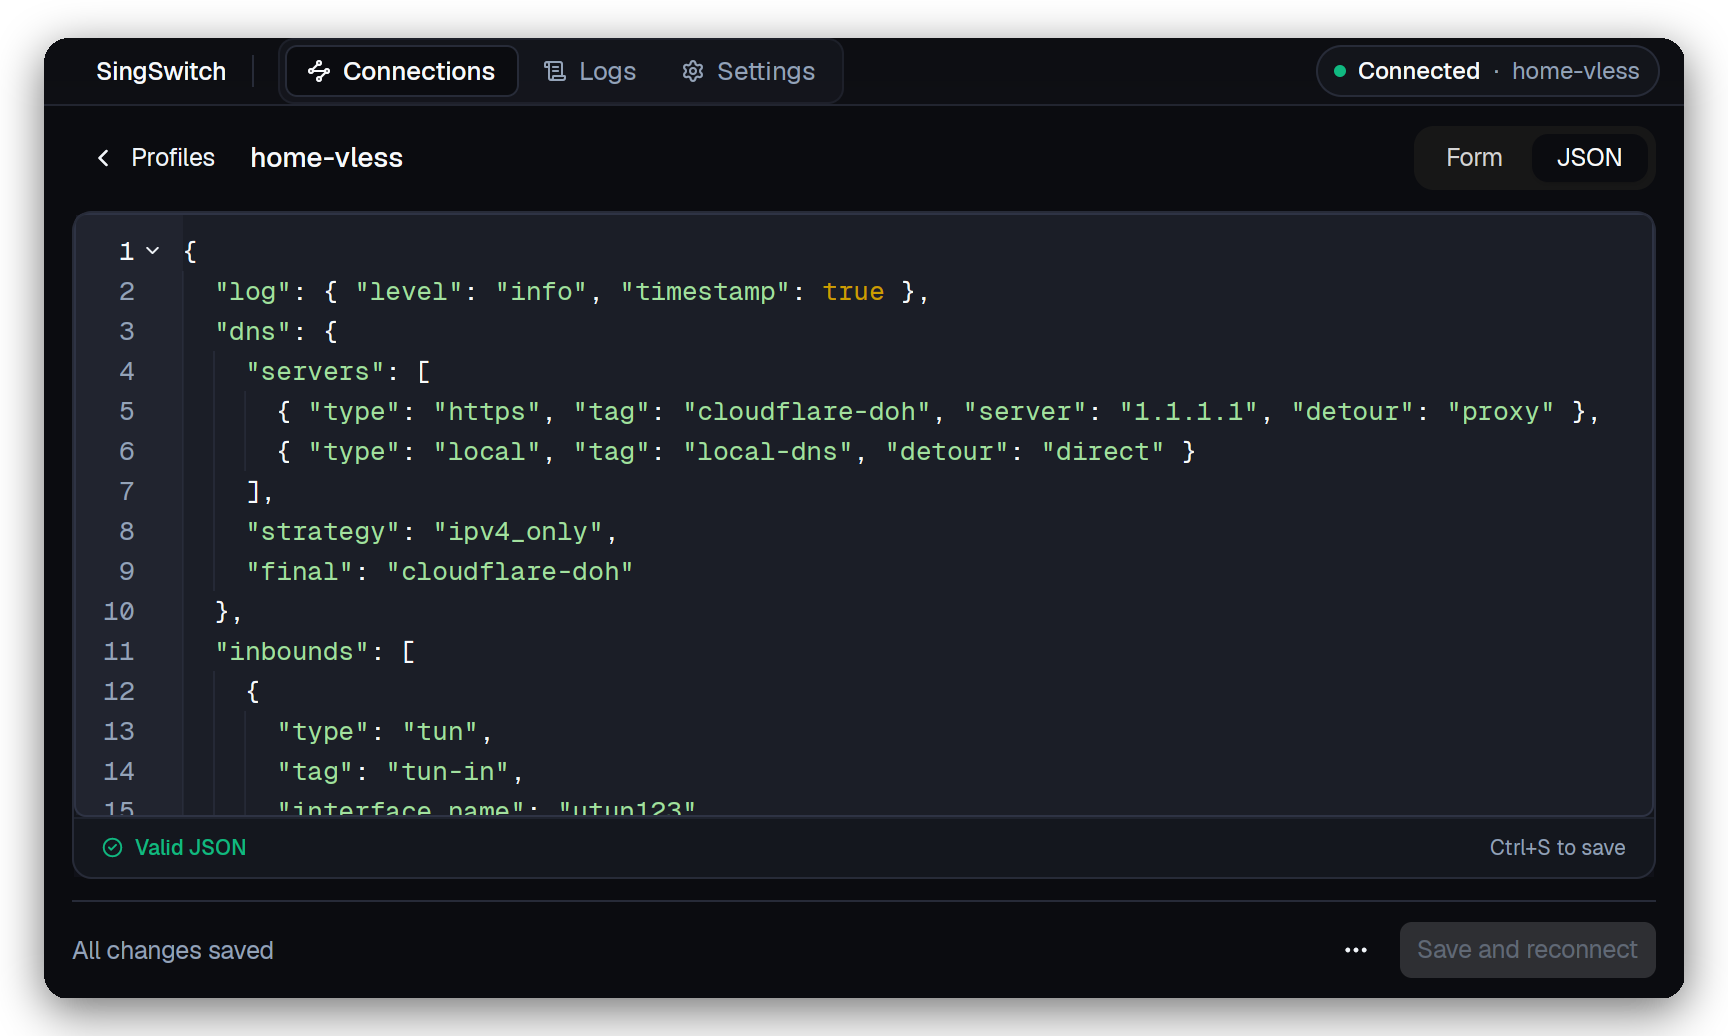 SingSwitch
Connections
Logs
Settings
Connected · home-vless
Profiles
home-vless
Form
JSON
1 {
2   "log": { "level": "info", "timestamp": true },
3   "dns": {
4     "servers": [
5       { "type": "https", "tag": "cloudflare-doh", "server": "1.1.1.1", "detour": "proxy" },
6       { "type": "local", "tag": "local-dns", "detour": "direct" }
7     ],
8     "strategy": "ipv4_only",
9     "final": "cloudflare-doh"
10   },
11   "inbounds": [
12     {
13       "type": "tun",
14       "tag": "tun-in",
15       "interface_name": "utun123"
Valid JSON
Ctrl+S to save
All changes saved
Save and reconnect